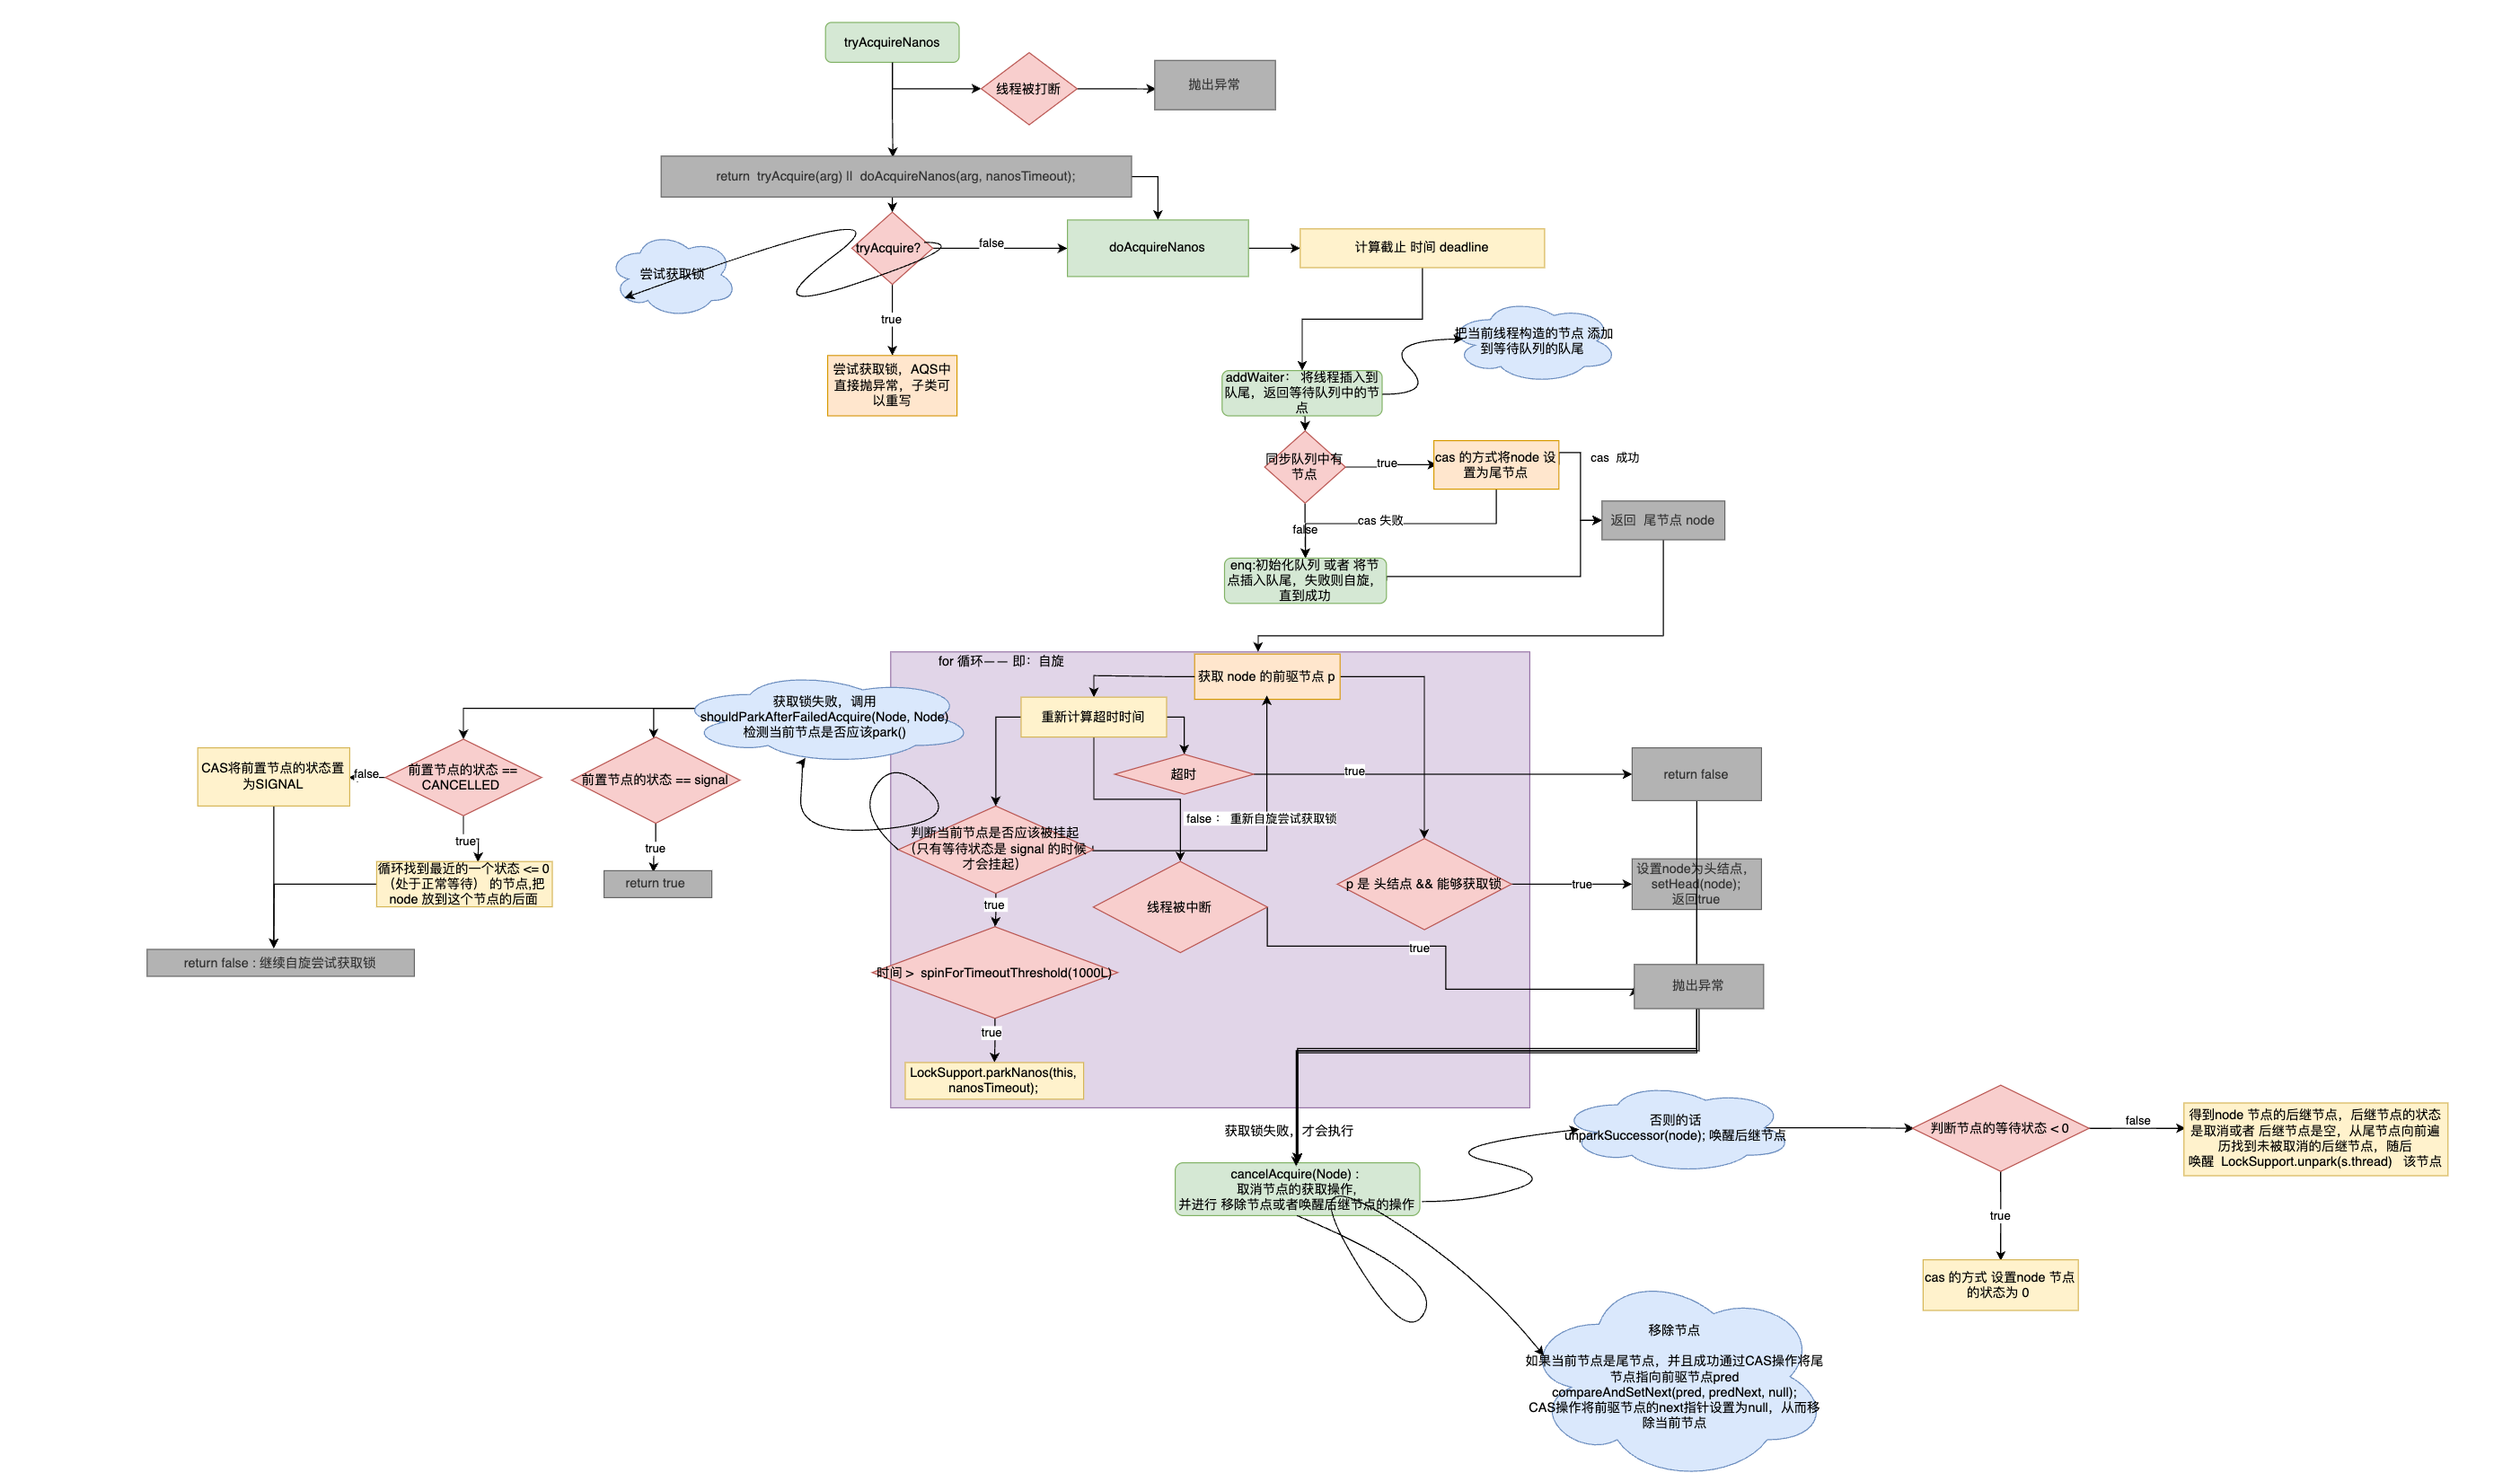 tryAcquireNanos
线程被打断
抛出异常
return  tryAcquire(arg) ||  doAcquireNanos(arg, nanosTimeout);
tryAcquire?
false
doAcquireNanos
计算截止 时间 deadline
尝试获取锁
true
尝试获取锁，AQS中
直接抛异常，子类可
以重写
把当前线程构造的节点 添加
到等待队列的队尾
addWaiter： 将线程插入到
队尾，返回等待队列中的节
点
同步队列中有
节点
true
cas 的方式将node 设
置为尾节点
cas  成功
cas 失败
false
返回  尾节点 node
enq:初始化队列 或者 将节
点插入队尾，失败则自旋，
直到成功
for 循环—— 即：自旋
获取 node 的前驱节点 p
重新计算超时时间
获取锁失败，调用
shouldParkAfterFailedAcquire(Node, Node)
检测当前节点是否应该park()
CAS将前置节点的状态置
为SIGNAL
false
前置节点的状态 ==
CANCELLED
前置节点的状态 == signal
超时
true
return false
false： 重新自旋尝试获取锁
判断当前节点是否应该被挂起
（只有等待状态是 signal 的时候
才会挂起）
true
true
循环找到最近的一个状态 <= 0
（处于正常等待） 的节点,把
node 放到这个节点的后面
return true
p 是 头结点 && 能够获取锁
true
设置node为头结点，
setHead(node);
返回true
true
线程被中断
true
return false : 继续自旋尝试获取锁
时间 >  spinForTimeoutThreshold(1000L)
抛出异常
true
LockSupport.parkNanos(this,
nanosTimeout);
获取锁失败，才会执行
cancelAcquire(Node) :
取消节点的获取操作，
并进行 移除节点或者唤醒后继节点的操作
否则的话
unparkSuccessor(node); 唤醒后继节点
判断节点的等待状态 < 0
false
得到node 节点的后继节点，后继节点的状态
是取消或者 后继节点是空，从尾节点向前遍
历找到未被取消的后继节点，随后
唤醒  LockSupport.unpark(s.thread)   该节点
true
cas 的方式 设置node 节点
的状态为 0
移除节点
如果当前节点是尾节点，并且成功通过CAS操作将尾
节点指向前驱节点pred
compareAndSetNext(pred, predNext, null);
CAS操作将前驱节点的next指针设置为null，从而移
除当前节点